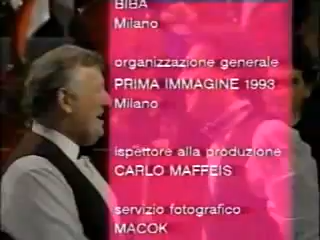 BIBA
Milano
organizzazione generale
PRIMA IMMAGINE 1993
Milano
ispettore alla produzione
CARLO MAFFEIS
servizio fotografico
MACOK